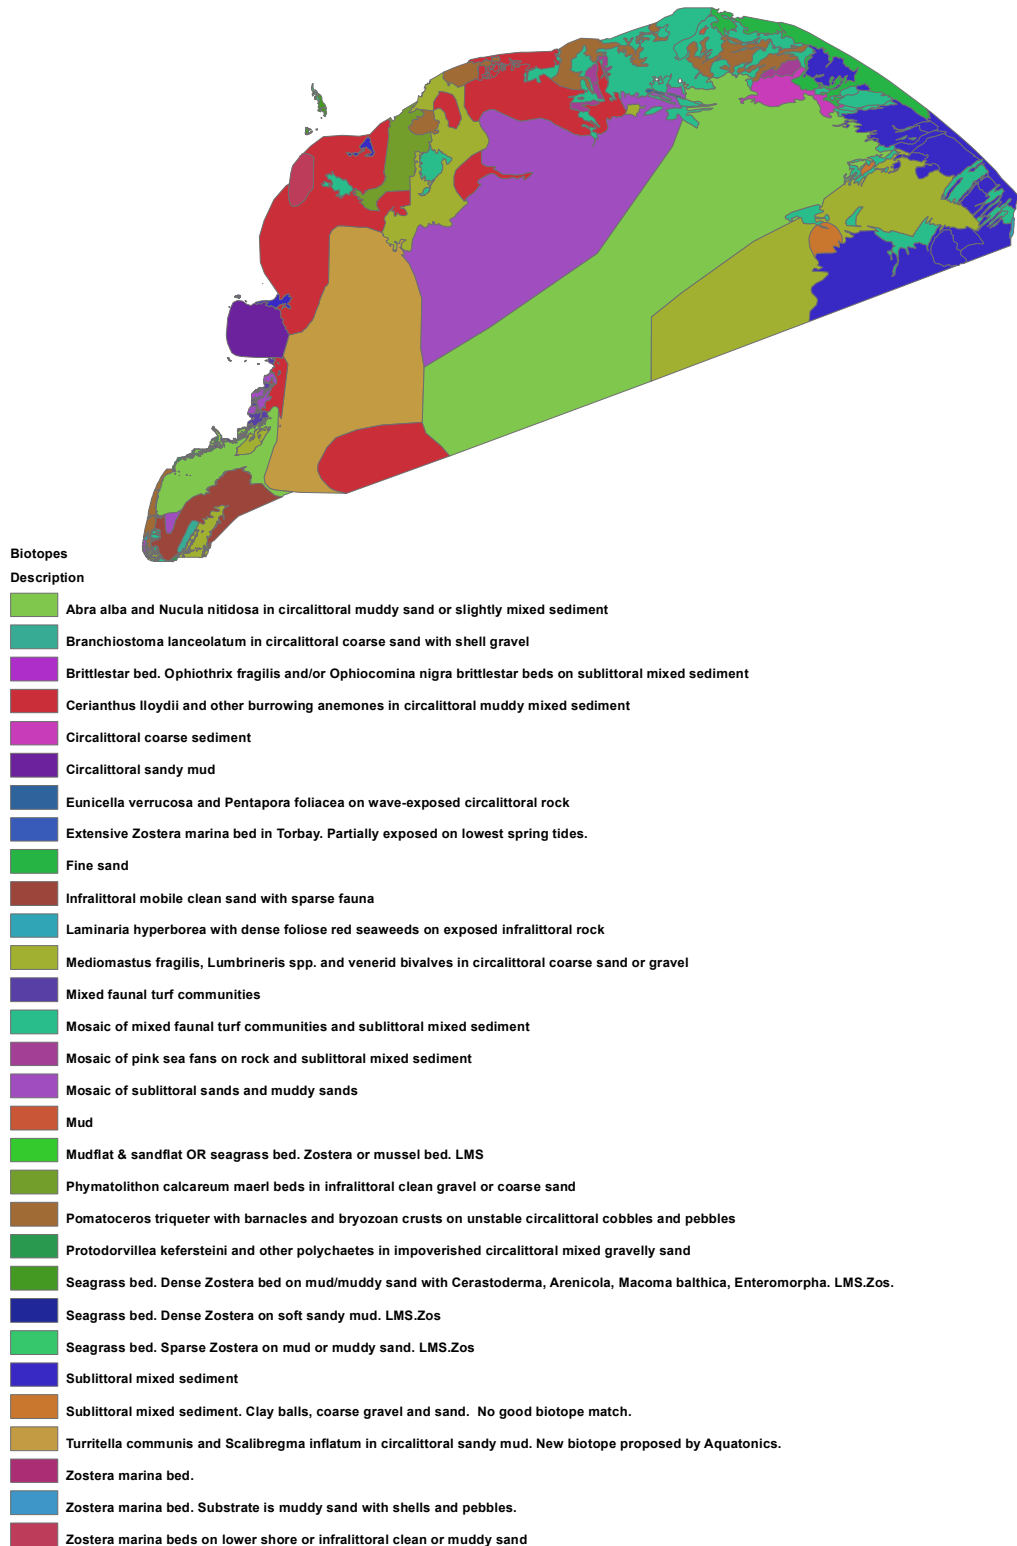 Biotopes
Description
Abra alba and Nucula nitidosa in circalittoral muddy sand or slightly mixed sediment
Branchiostoma lanceolatum in circalittoral coarse sand with shell gravel
Brittlestar bed. Ophiothrix fragilis and/or Ophiocomina nigra brittlestar beds on sublittoral mixed sediment
Cerianthus lloydii and other burrowing anemones in circalittoral muddy mixed sediment
Circalittoral coarse sediment
Circalittoral sandy mud
Eunicella verrucosa and Pentapora foliacea on wave-exposed circalittoral rock
Extensive Zostera marina bed in Torbay. Partially exposed on lowest spring tides.
Fine sand
Infralittoral mobile clean sand with sparse fauna
Laminaria hyperborea with dense foliose red seaweeds on exposed infralittoral rock
Mediomastus fragilis, Lumbrineris spp. and venerid bivalves in circalittoral coarse sand or gravel
Mixed faunal turf communities
Mosaic of mixed faunal turf communities and sublittoral mixed sediment
Mosaic of pink sea fans on rock and sublittoral mixed sediment
Mosaic of sublittoral sands and muddy sands
Mud
Mudflat & sandflat OR seagrass bed. Zostera or mussel bed. LMS
Phymatolithon calcareum maerl beds in infralittoral clean gravel or coarse sand
Pomatoceros triqueter with barnacles and bryozoan crusts on unstable circalittoral cobbles and pebbles
Protodorvillea kefersteini and other polychaetes in impoverished circalittoral mixed gravelly sand
Seagrass bed. Dense Zostera bed on mud/muddy sand with Cerastoderma, Arenicola, Macoma balthica, Enteromorpha. LMS.Zos.
Seagrass bed. Dense Zostera on soft sandy mud. LMS.Zos
Seagrass bed. Sparse Zostera on mud or muddy sand. LMS.Zos
Sublittoral mixed sediment
Sublittoral mixed sediment. Clay balls, coarse gravel and sand.  No good biotope match.
Turritella communis and Scalibregma inflatum in circalittoral sandy mud. New biotope proposed by Aquatonics.
Zostera marina bed.
Zostera marina bed. Substrate is muddy sand with shells and pebbles.
Zostera marina beds on lower shore or infralittoral clean or muddy sand